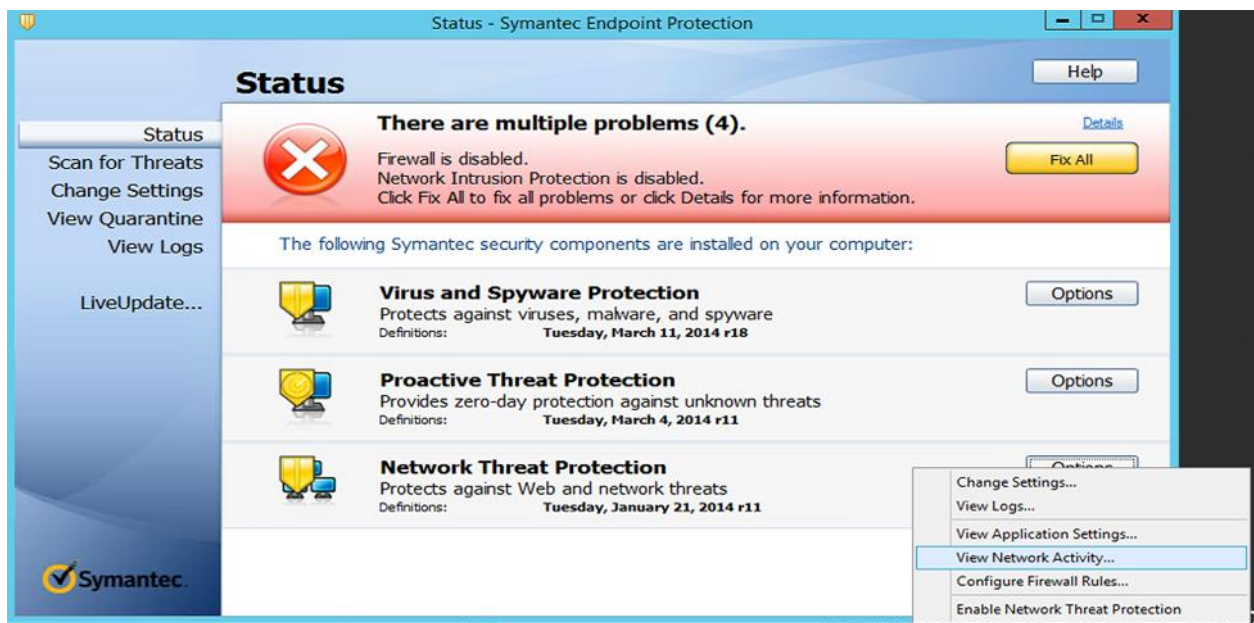 Status - Symantec Endpoint Protection
Status
Help
Status
Scan for Threats
Change Settings
View Quarantine
View Logs
LiveUpdate...
There are multiple problems (4).
Details
Firewall is disabled.
Network Intrusion Protection is disabled.
Click Fix All to fix all problems or click Details for more information.
Fix All
The following Symantec security components are installed on your computer:
Virus and Spyware Protection
Protects against viruses, malware, and spyware
Definitions: Tuesday, March 11, 2014 r18
Options
Proactive Threat Protection
Provides zero-day protection against unknown threats
Definitions: Tuesday, March 4, 2014 r11
Options
Network Threat Protection
Protects against Web and network threats
Definitions: Tuesday, January 21, 2014 r11
Options
Change Settings...
View Logs...
View Application Settings...
View Network Activity...
Configure Firewall Rules...
Enable Network Threat Protection
Symantec.